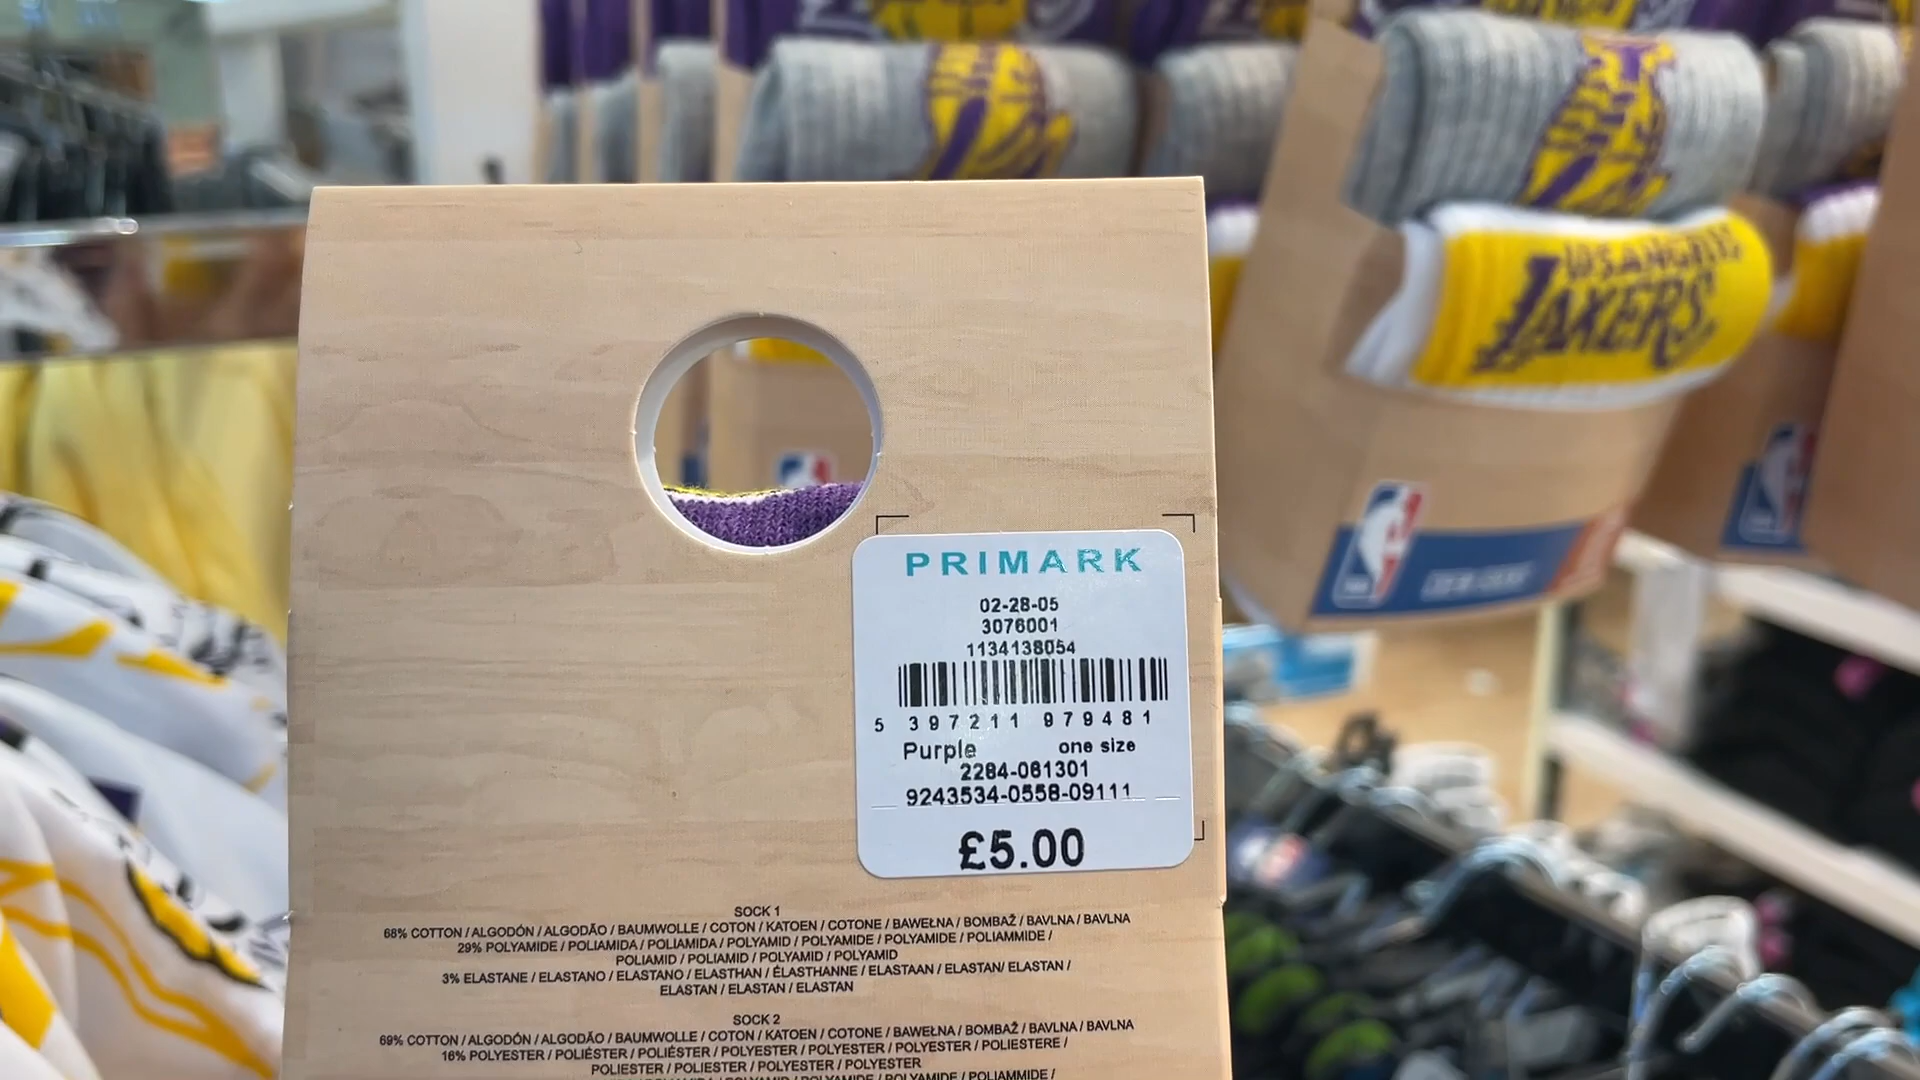 LOS ANGELES
LAKERS
PRIMARK
02-28-05
3076001
1134138054
5 397211 979481
Purple one size
2284-061301
9243534-0558-09111
£5.00
SOCK 1
68% COTTON / ALGODÓN / ALGODÃO / BAUMWOLLE / COTON / KATOEN / COTONE / BAWEŁNA / BOMBAŽ / BAVLNA / BAVLNA
29% POLYAMIDE / POLIAMIDA / POLIAMIDA / POLYAMID / POLYAMIDE / POLYAMIDE / POLIAMMIDE /
POLIAMID / POLIAMID / POLYAMID / POLYAMID
3% ELASTANE / ELASTANO / ELASTANO / ELASTHAN / ÉLASTHANNE / ELASTAAN / ELASTAN/ ELASTAN /
ELASTAN / ELASTAN / ELASTAN
SOCK 2
69% COTTON / ALGODÓN / ALGODÃO / BAUMWOLLE / COTON / KATOEN / COTONE / BAWEŁNA / BOMBAŽ / BAVLNA / BAVLNA
16% POLYESTER / POLIÉSTER / POLIÉSTER / POLYESTER / POLYESTER / POLYESTER / POLIESTERE /
POLIESTER / POLIESTER / POLYESTER / POLYESTER